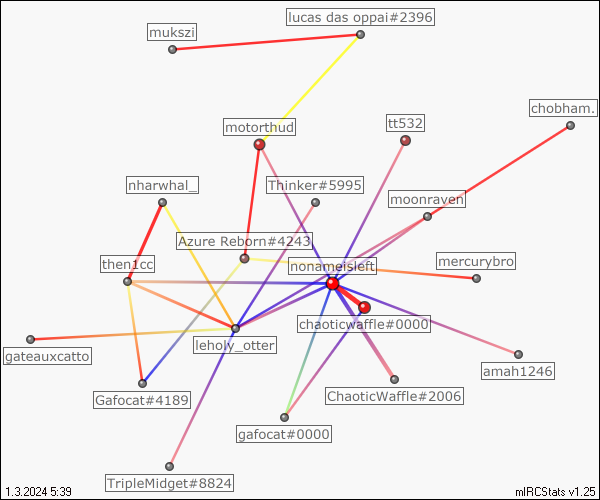 lucas das oppai#2396
mukszi
chobham.
motorthud
tt532
nharwhal_
Thinker#5995
moonraven
Azure Reborn#4243
then1cc
nonameisleft
mercurybro
chaoticwaffle#0000
leholy_otter
gateauxcatto
amah1246
Gafocat#4189
ChaoticWaffle#2006
gafocat#0000
TripleMidget#8824
1.3.2024 5:39
mIRCStats v1.25